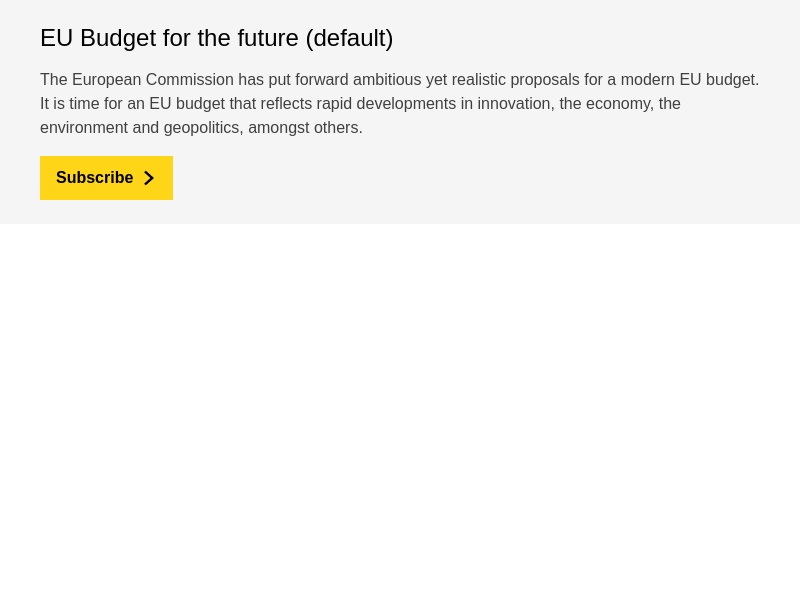 EU Budget for the future (default)
The European Commission has put forward ambitious yet realistic proposals for a modern EU budget.
It is time for an EU budget that reflects rapid developments in innovation, the economy, the
environment and geopolitics, amongst others.
Subscribe